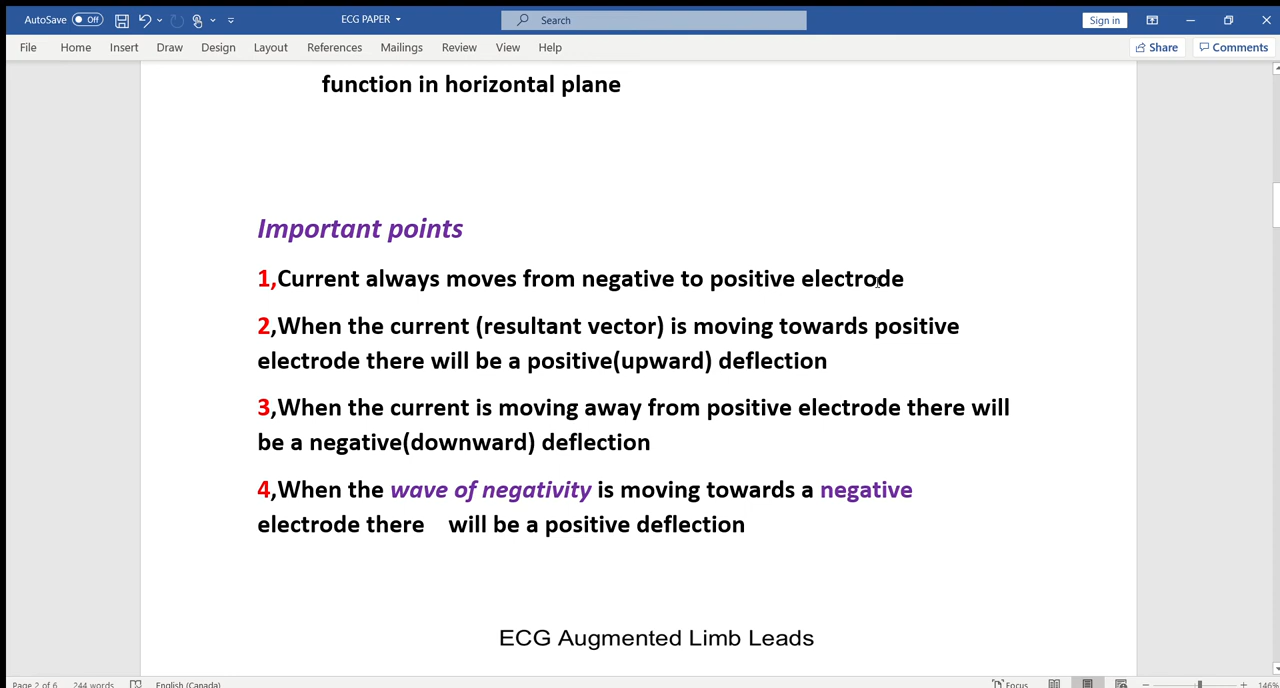 AutoSave Off ECG PAPER Search Sign in
File Home Insert Draw Design Layout References Mailings Review View Help Share Comments
function in horizontal plane
Important points
1,Current always moves from negative to positive electrode
2,When the current (resultant vector) is moving towards positive
electrode there will be a positive(upward) deflection
3,When the current is moving away from positive electrode there will
be a negative(downward) deflection
4,When the wave of negativity is moving towards a negative
electrode there will be a positive deflection
ECG Augmented Limb Leads
Page 2 of 6 244 words English (Canada) Focus 146%